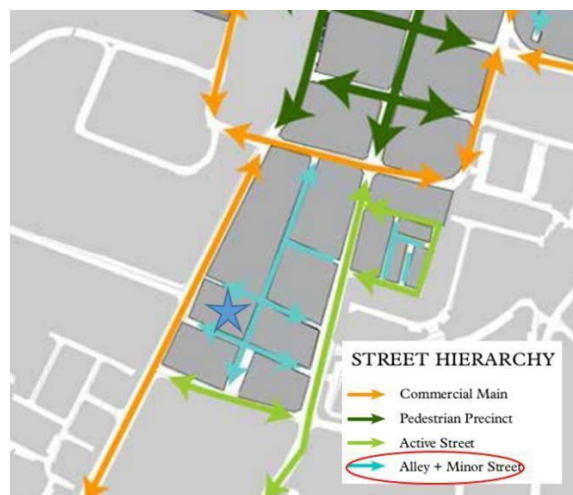 STREET HIERARCHY
Commercial Main
Pedestrian Precinct
Active Street
Alley + Minor Street